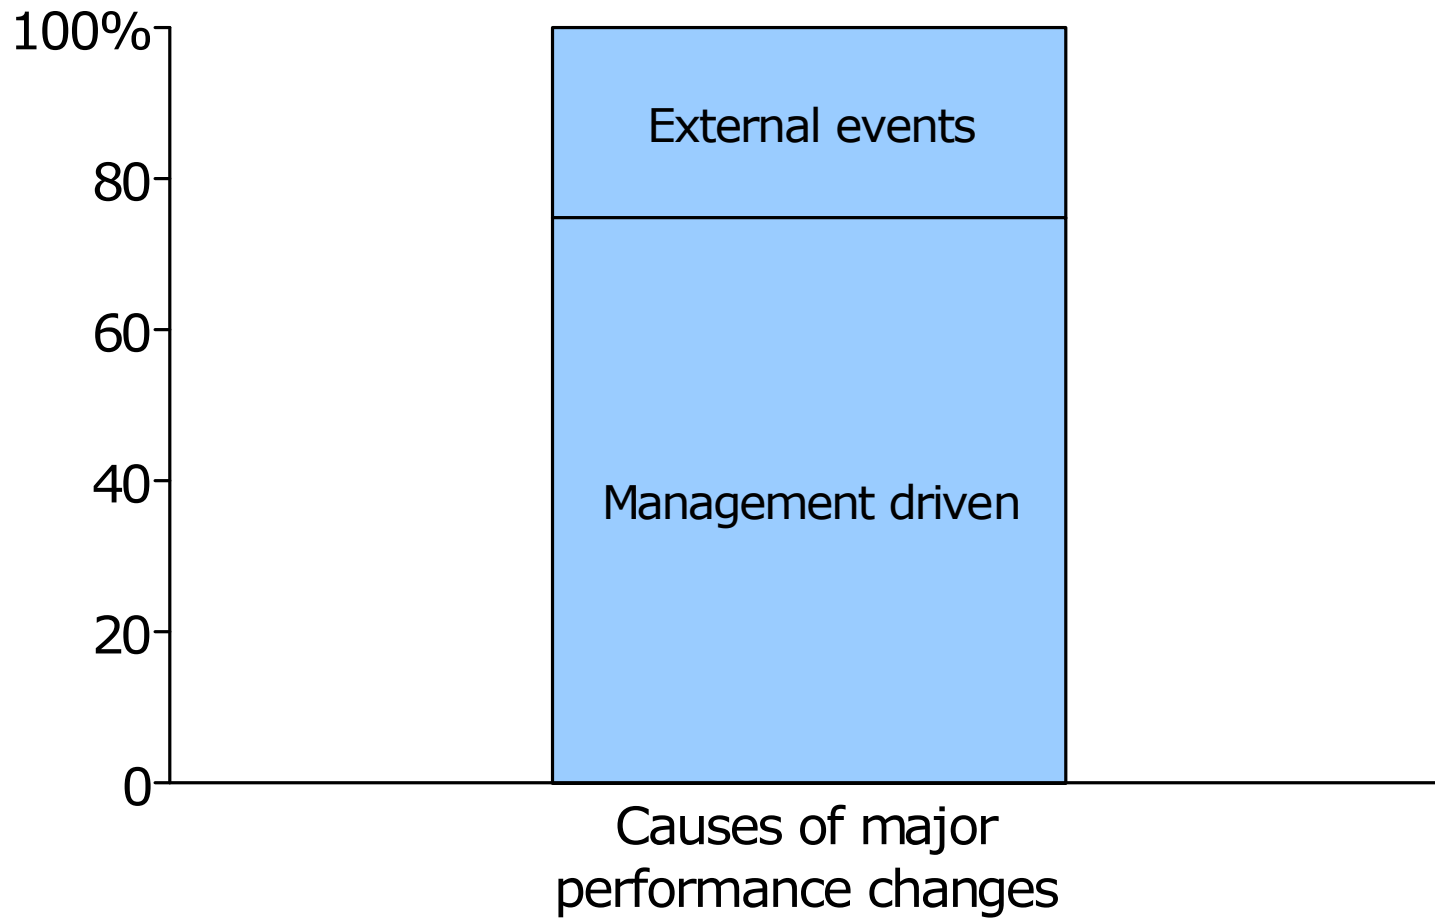 100%
External events
80
60
40
Management driven
20
0
Causes of major
performance changes